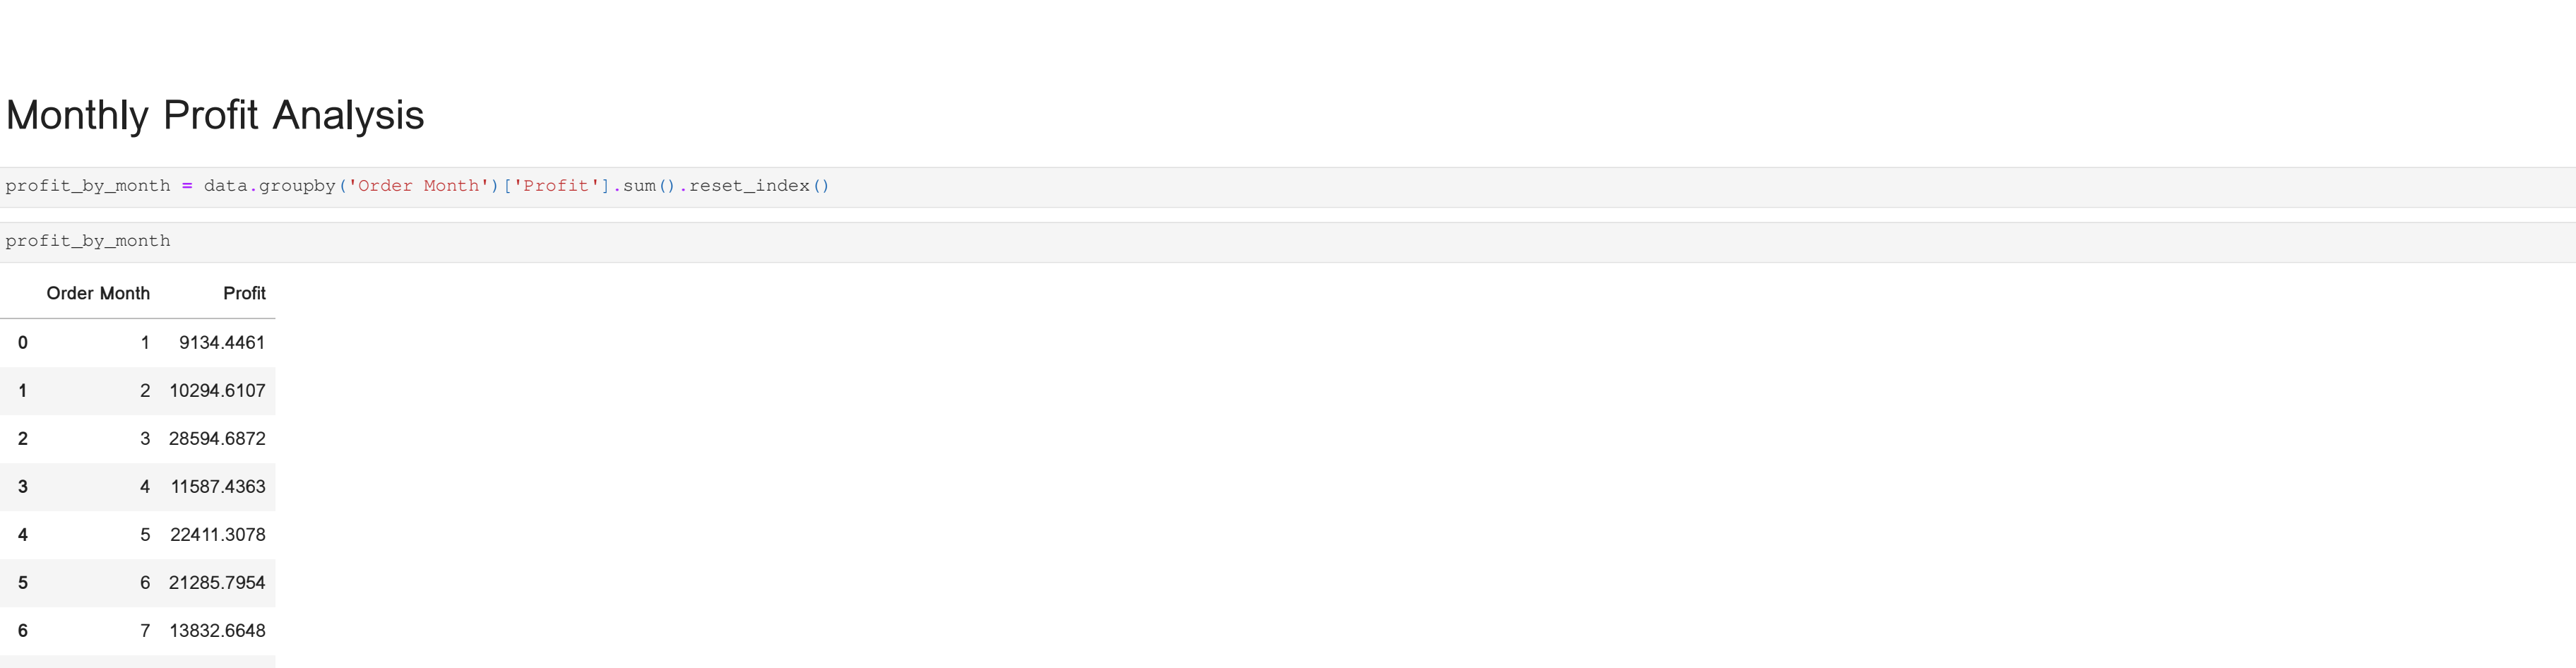 Monthly Profit Analysis
profit_by_month = data.groupby('Order Month')['Profit'].sum().reset_index()
profit_by_month
Order Month Profit
0 1 9134.4461
1 2 10294.6107
2 3 28594.6872
3 4 11587.4363
4 5 22411.3078
5 6 21285.7954
6 7 13832.6648